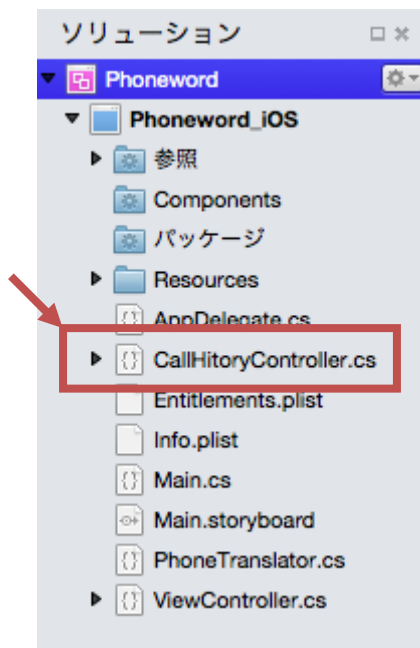 ソリューション
Phoneword
Phoneword_iOS
参照
Components
パッケージ
Resources
AppDelegate.cs
CallHitoryController.cs
Entitlements.plist
Info.plist
Main.cs
Main.storyboard
PhoneTranslator.cs
ViewController.cs